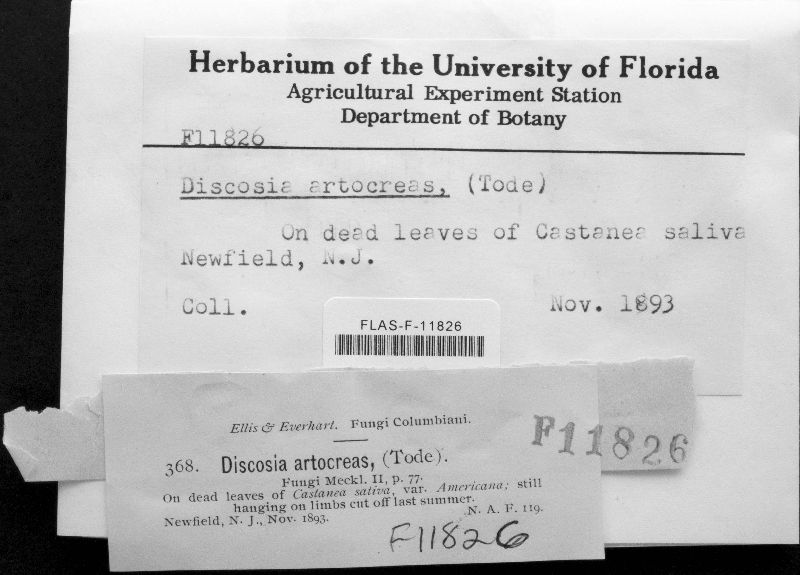 Herbarium of the University of Florida
Agricultural Experiment Station
Department of Botany
F11826
Discosia artocreas, (Tode)
On dead leaves of Castanea saliva
Newfield, N.J.
Coll.
Nov. 1893
FLAS-F-11826
Ellis & Everhart. Fungi Columbiani.
F11826
368. Discosia artocreas, (Tode).
Fungi Meckl. II, p. 77.
On dead leaves of Castanea sativa, var. Americana; still
hanging on limbs cut off last summer.
Newfield, N. J., Nov. 1893.
N. A. F. 119.
F11826